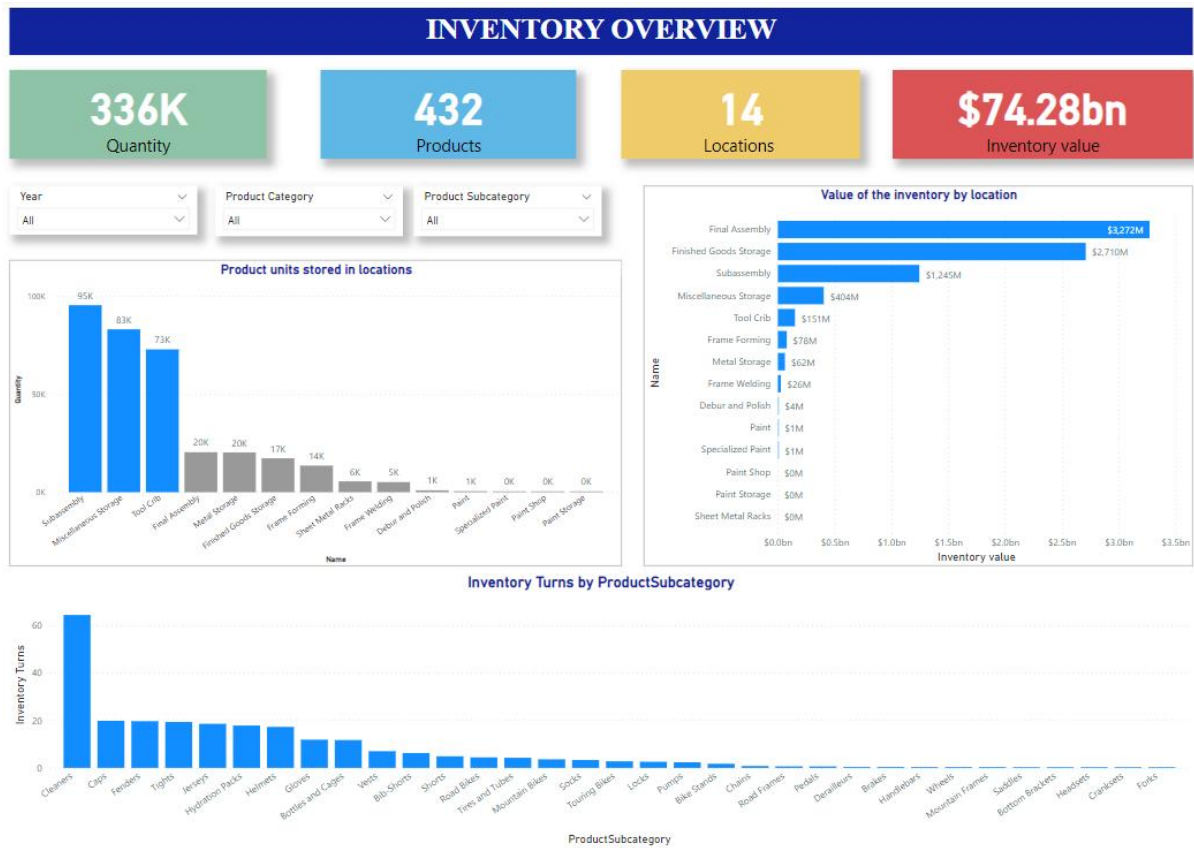 INVENTORY OVERVIEW
336K
Quantity
432
Products
14
Locations
$74.28bn
Inventory value
Year
All
Product Category
All
Product Subcategory
All
Product units stored in locations
Quantity
100K
50K
0K
95K
83K
73K
20K
20K
17K
14K
6K
5K
1K
1K
0K
0K
0K
Subassembly
Miscellaneous Storage
Tool Crib
Final Assembly
Metal Storage
Finished Goods Storage
Frame Forming
Sheet Metal Racks
Frame Welding
Debur and Polish
Paint
Specialized Paint
Paint Shop
Paint Storage
Name
Value of the inventory by location
Name
Final Assembly $3,272M
Finished Goods Storage $2,710M
Subassembly $1,245M
Miscellaneous Storage $404M
Tool Crib $151M
Frame Forming $78M
Metal Storage $62M
Frame Welding $26M
Debur and Polish $4M
Paint $1M
Specialized Paint $1M
Paint Shop $0M
Paint Storage $0M
Sheet Metal Racks $0M
$0.0bn $0.5bn $1.0bn $1.5bn $2.0bn $2.5bn $3.0bn $3.5bn
Inventory value
Inventory Turns by ProductSubcategory
Inventory Turns
60
40
20
0
Cleaners
Caps
Fenders
Tights
Jerseys
Hydration Packs
Helmets
Gloves
Bottles and Cages
Vests
Bib-Shorts
Shorts
Road Bikes
Tires and Tubes
Mountain Bikes
Socks
Touring Bikes
Locks
Pumps
Bike Stands
Chains
Road Frames
Pedals
Derailleurs
Brakes
Handlebars
Wheels
Mountain Frames
Saddles
Bottom Brackets
Headsets
Cranksets
Forks
ProductSubcategory